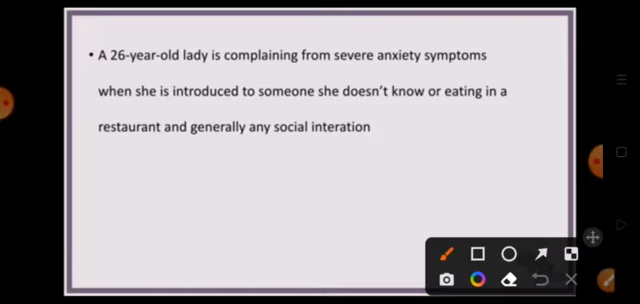 • A 26-year-old lady is complaining from severe anxiety symptoms
when she is introduced to someone she doesn't know or eating in a
restaurant and generally any social interation